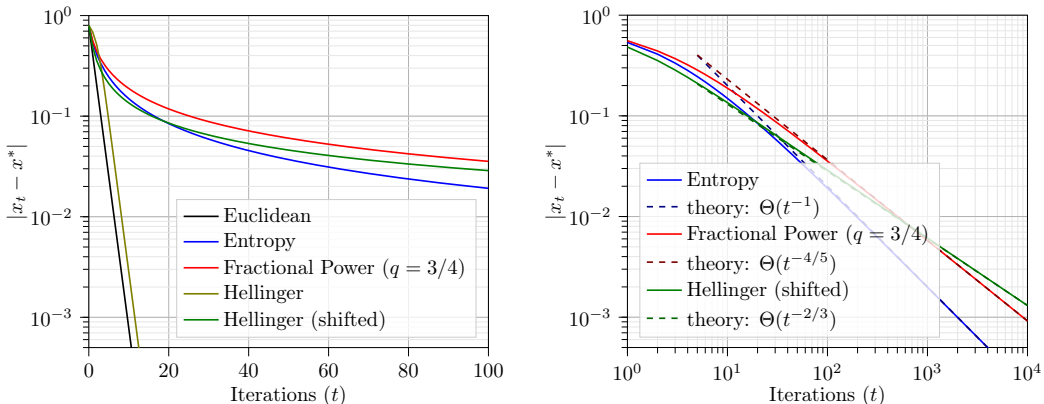 10^0
10^{-1}
10^{-2}
10^{-3}
|x_t − x^*|
Euclidean
Entropy
Fractional Power (q = 3/4)
Hellinger
Hellinger (shifted)
0 20 40 60 80 100
Iterations (t)
10^0
10^{-1}
10^{-2}
10^{-3}
|x_t − x^*|
Entropy
theory: Θ(t^{-1})
Fractional Power (q = 3/4)
theory: Θ(t^{-4/5})
Hellinger (shifted)
theory: Θ(t^{-2/3})
10^0 10^1 10^2 10^3 10^4
Iterations (t)